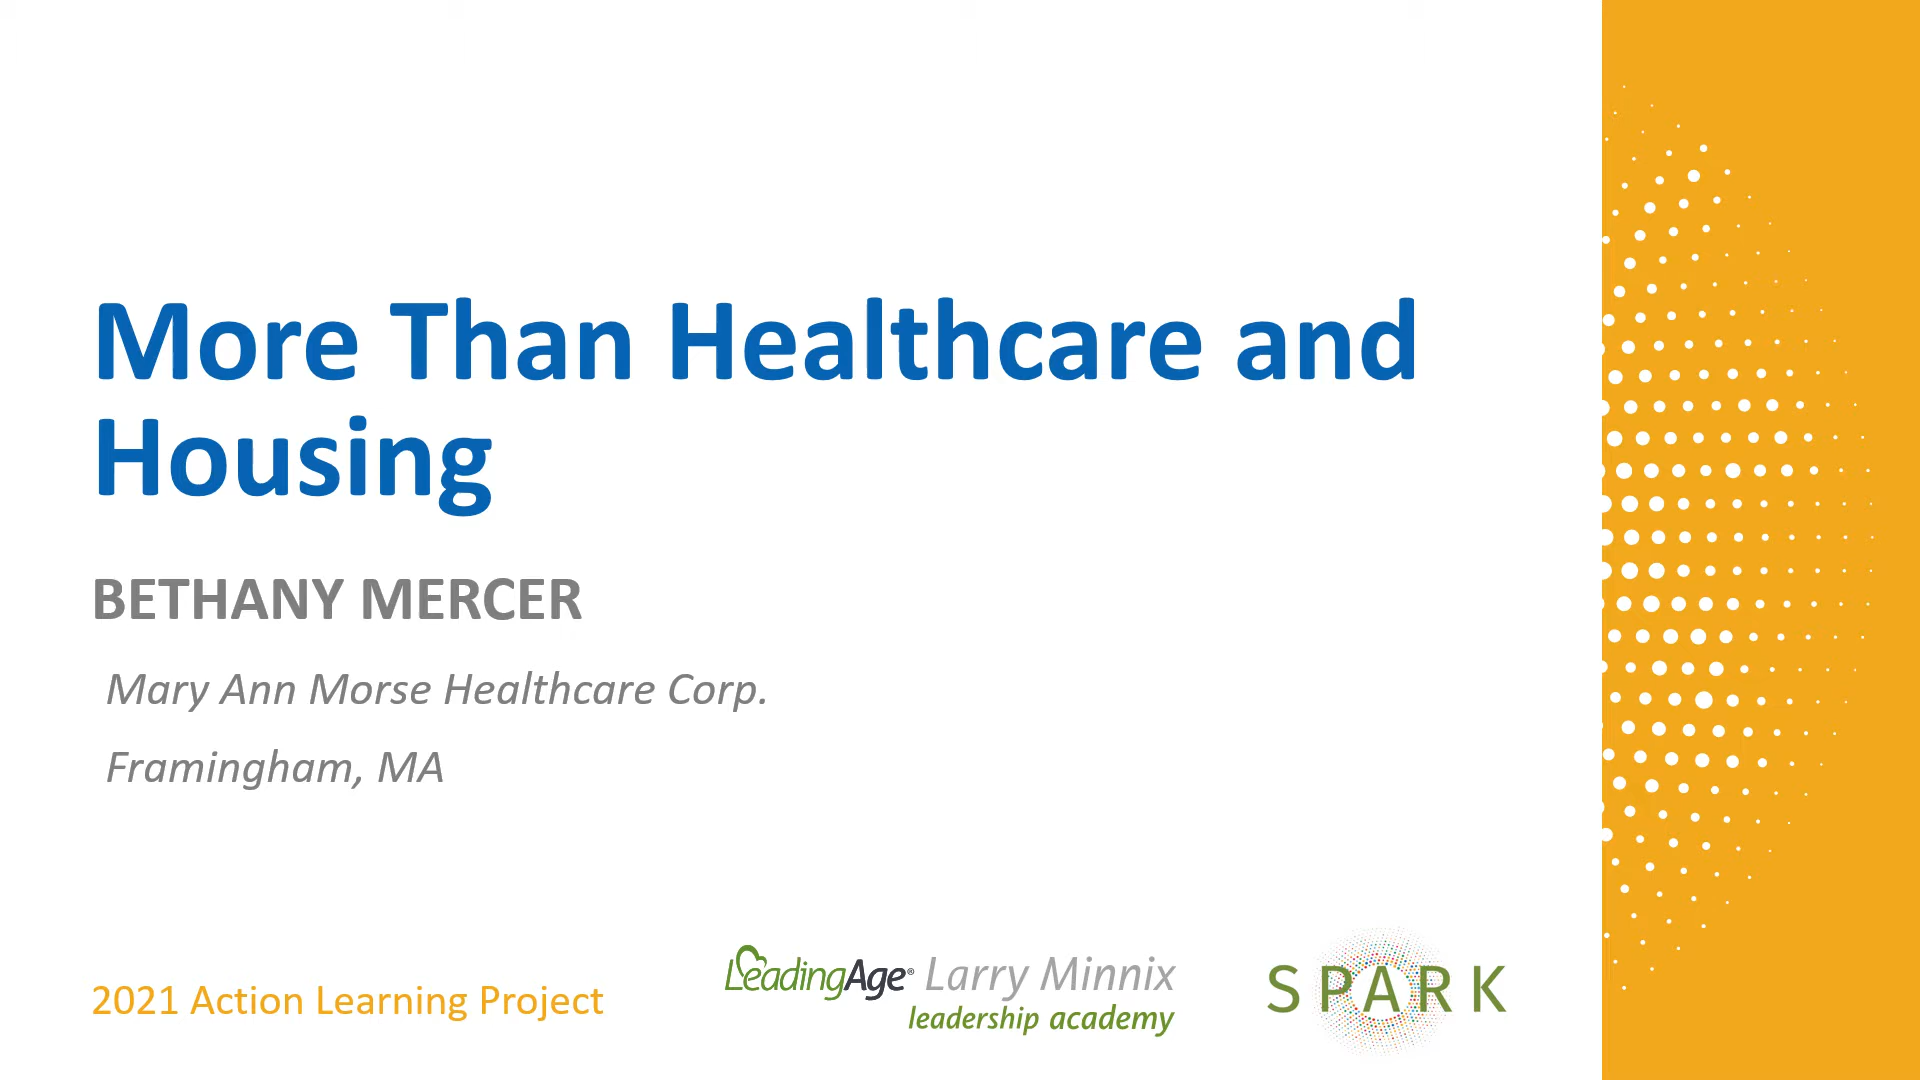 More Than Healthcare and
Housing
BETHANY MERCER
Mary Ann Morse Healthcare Corp.
Framingham, MA
2021 Action Learning Project
LeadingAge® Larry Minnix
leadership academy
SPARK